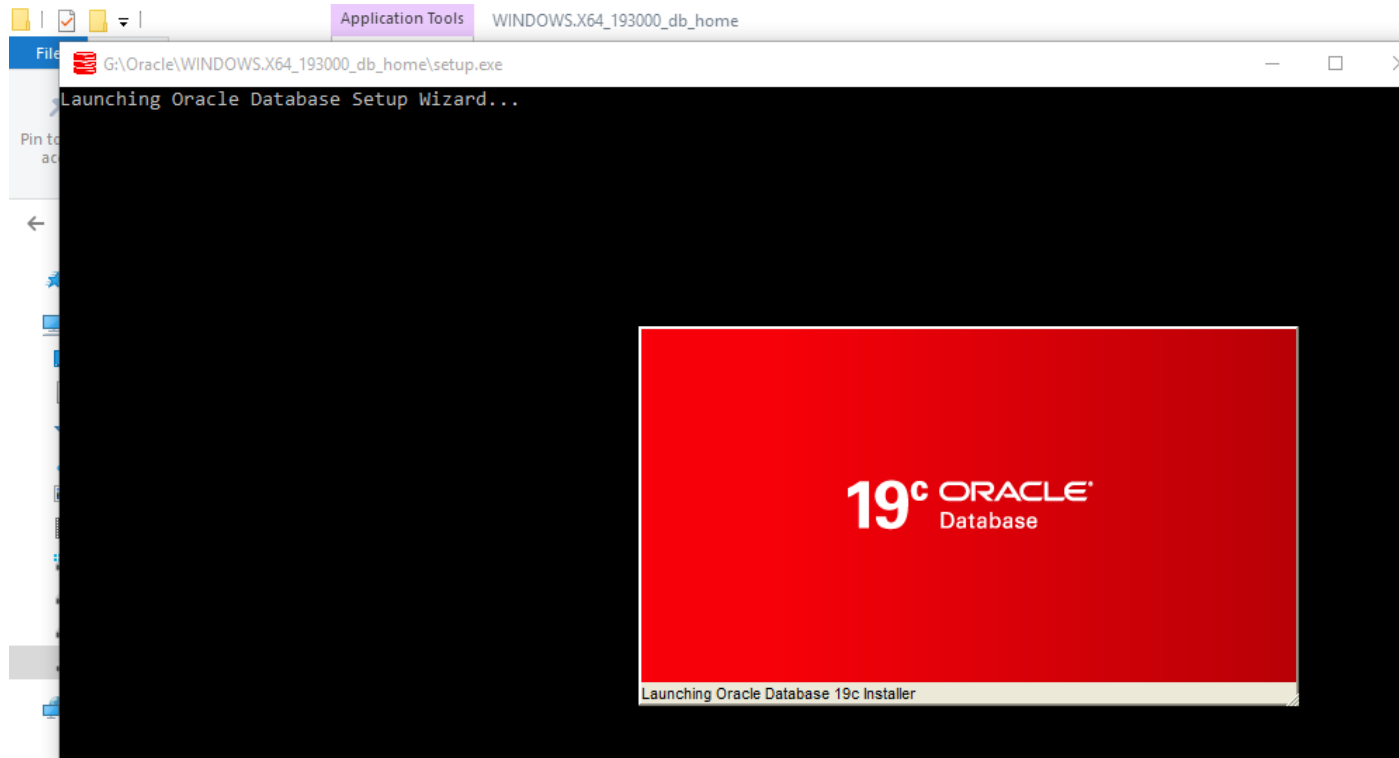 Application Tools
WINDOWS.X64_193000_db_home
File
G:\Oracle\WINDOWS.X64_193000_db_home\setup.exe
Launching Oracle Database Setup Wizard...
Pin to
ac
19c ORACLE
Database
Launching Oracle Database 19c Installer